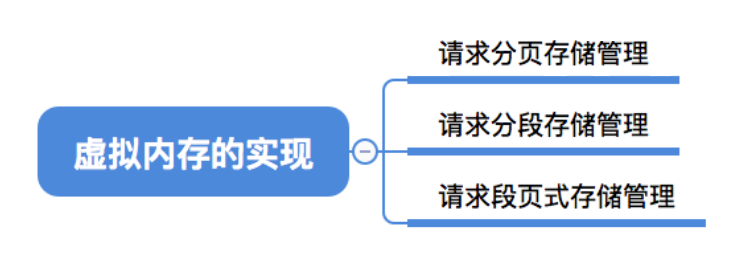 虚拟内存的实现
请求分页存储管理
请求分段存储管理
请求段页式存储管理